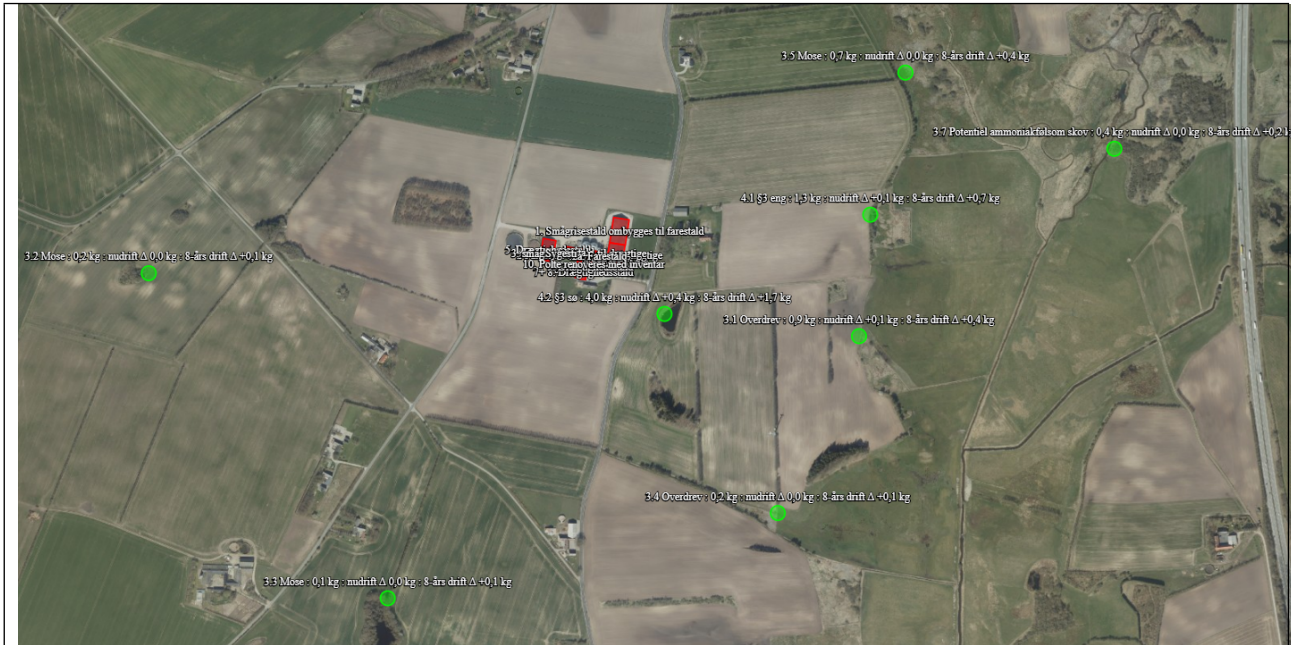 3.5 Mose : 0,7 kg : nudrift Δ 0,0 kg : 8-års drift Δ +0,4 kg
3.7 Potentiel ammoniakfølsom skov : 0,4 kg : nudrift Δ 0,0 kg : 8-års drift Δ +0,2 k
4.1 §3 eng : 1,3 kg : nudrift Δ +0,1 kg : 8-års drift Δ +0,7 kg
1. Smågrisestald ombygges til farestald
3.2 Mose : 0,2 kg : nudrift Δ 0,0 kg : 8-års drift Δ +0,1 kg
10. Polte renoveres med inventar
4.2 §3 sø : 4,0 kg : nudrift Δ +0,4 kg : 8-års drift Δ +1,7 kg
3.1 Overdrev : 0,9 kg : nudrift Δ +0,1 kg : 8-års drift Δ +0,4 kg
3.4 Overdrev : 0,2 kg : nudrift Δ 0,0 kg : 8-års drift Δ +0,1 kg
3.3 Mose : 0,1 kg : nudrift Δ 0,0 kg : 8-års drift Δ +0,1 kg